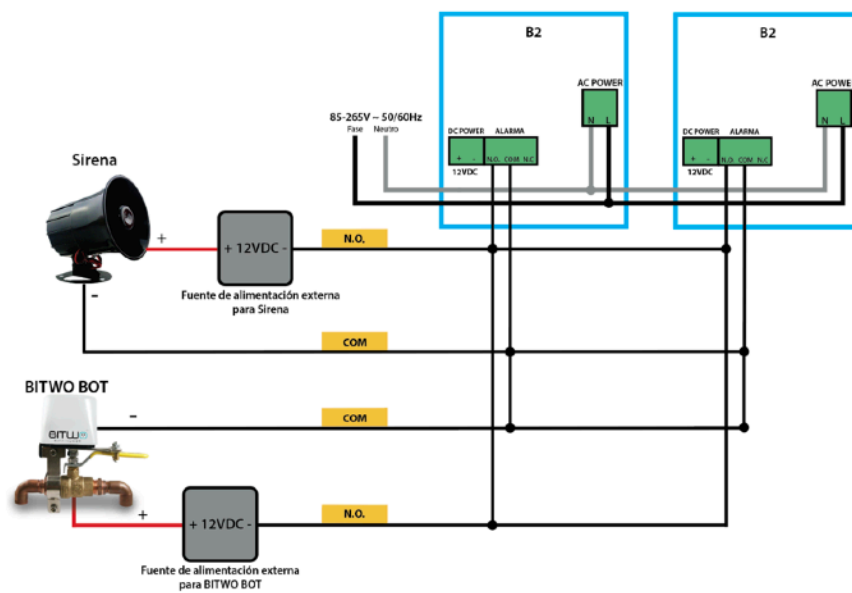 B2
B2
AC POWER
AC POWER
85-265V ~ 50/60Hz
Fase Neutro
N L
N L
DC POWER ALARMA
DC POWER ALARMA
+ - N.O. COM N.C
+ - N.O. COM N.C
12VDC
12VDC
Sirena
+
+ 12VDC -
N.O.
Fuente de alimentación externa
para Sirena
-
COM
BITWO BOT
-
COM
BITW
+
+ 12VDC -
N.O.
Fuente de alimentación externa
para BITWO BOT